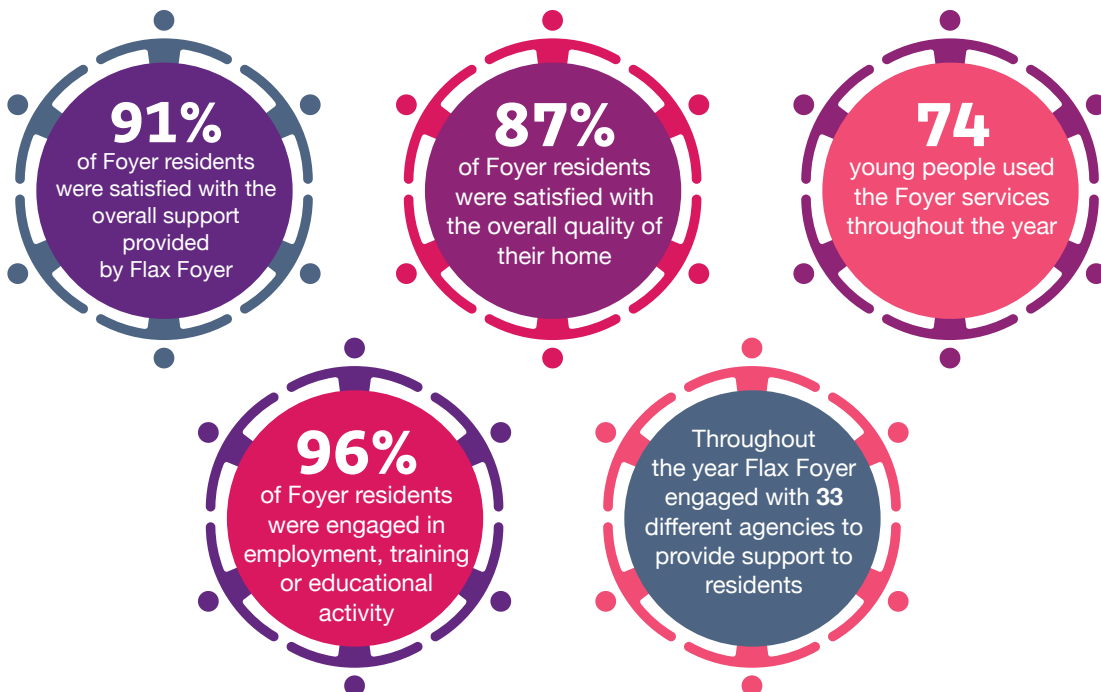 91%
of Foyer residents
were satisfied with the
overall support
provided
by Flax Foyer
87%
of Foyer residents
were satisfied with
the overall quality of
their home
74
young people used
the Foyer services
throughout the year
96%
of Foyer residents
were engaged in
employment, training
or educational
activity
Throughout
the year Flax Foyer
engaged with 33
different agencies to
provide support to
residents